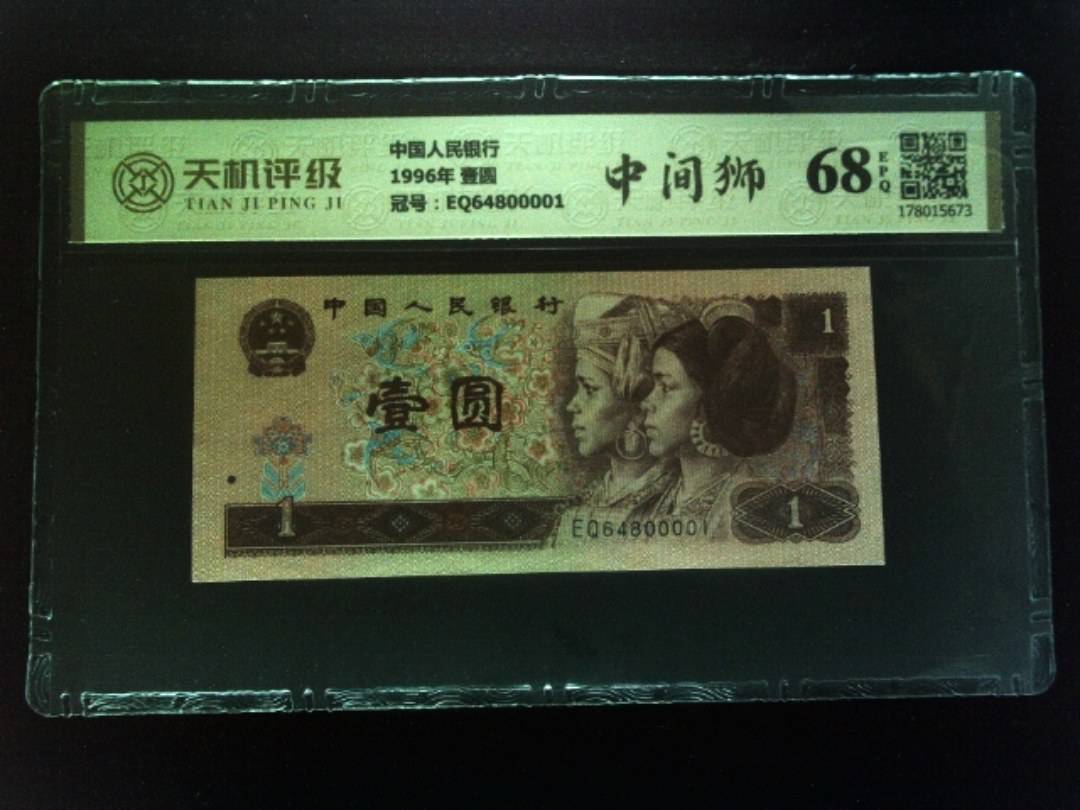 天机评级
TIAN JI PING JI
中国人民银行
1996年 壹圆
冠号：EQ64800001
中间狮
68
EPQ
178015673
中国人民银行
1
壹圆
1
EQ64800001
1